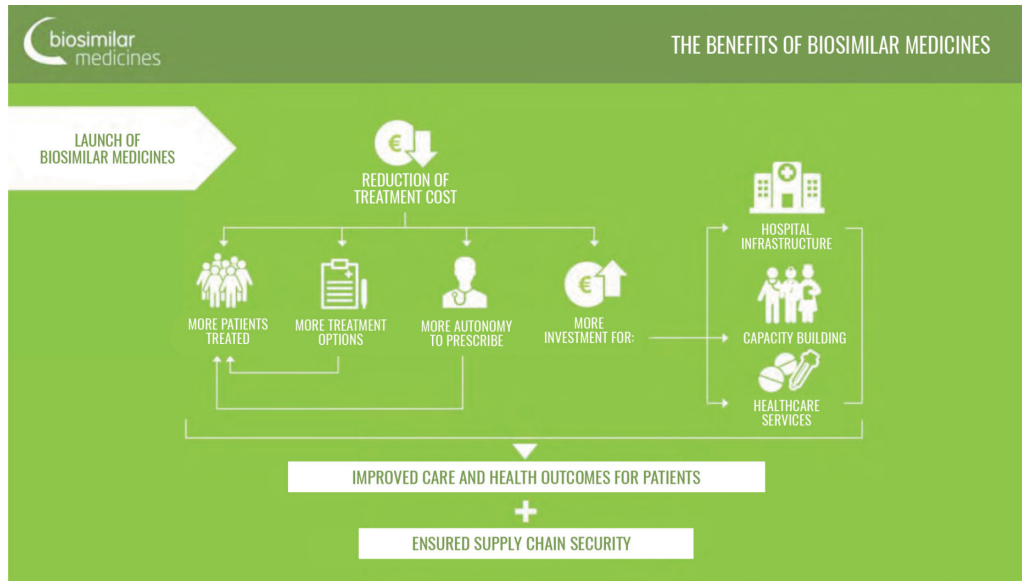 biosimilar
medicines
THE BENEFITS OF BIOSIMILAR MEDICINES
LAUNCH OF
BIOSIMILAR MEDICINES
€
REDUCTION OF
TREATMENT COST
MORE PATIENTS
TREATED
MORE TREATMENT
OPTIONS
MORE AUTONOMY
TO PRESCRIBE
€
MORE
INVESTMENT FOR:
HOSPITAL
INFRASTRUCTURE
CAPACITY BUILDING
HEALTHCARE
SERVICES
IMPROVED CARE AND HEALTH OUTCOMES FOR PATIENTS
+
ENSURED SUPPLY CHAIN SECURITY